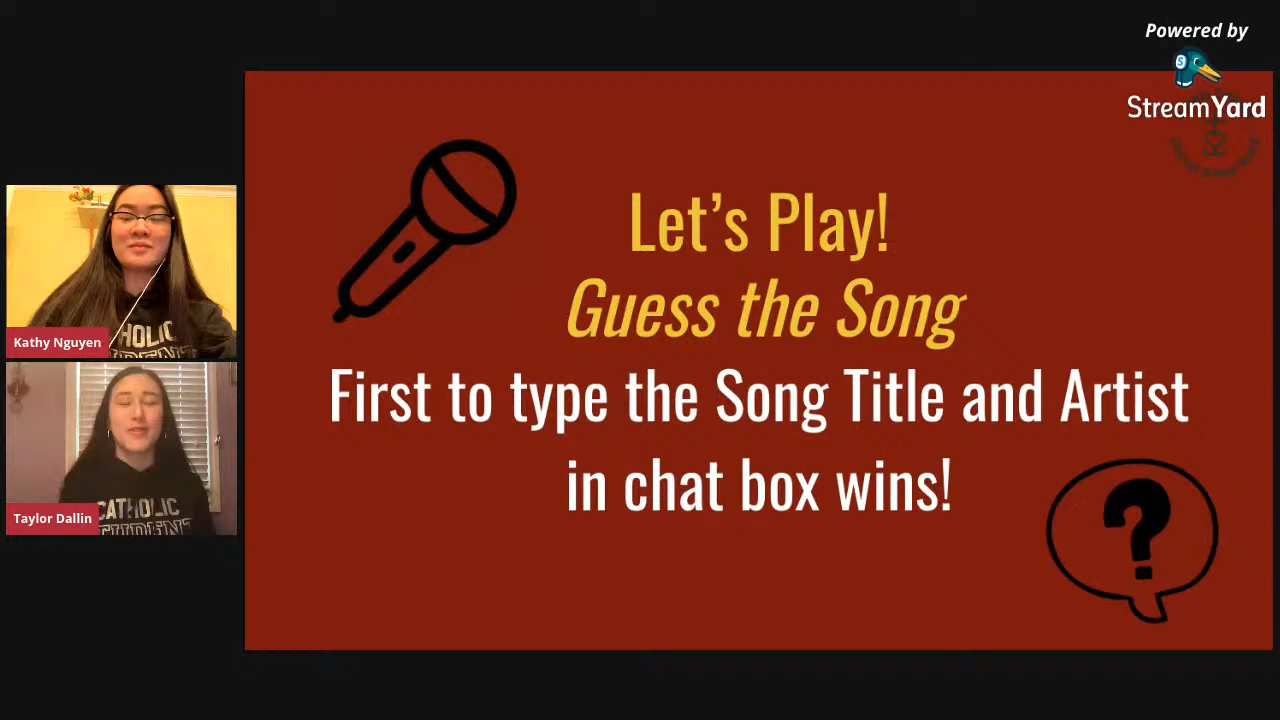 Powered by
StreamYard
Let's Play!
Guess the Song
First to type the Song Title and Artist
in chat box wins!
HOLIC
Kathy Nguyen
CATHOLIC
Taylor Dallin
?